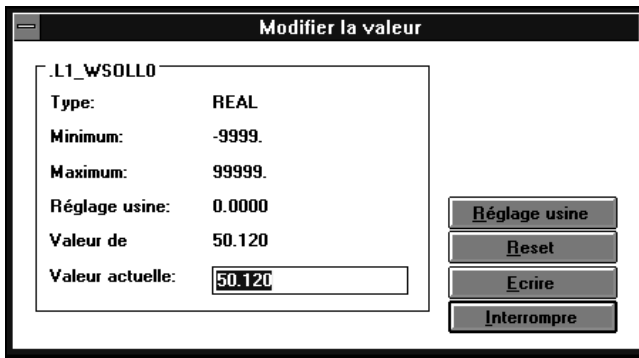 Modifier la valeur
.L1_WSOLL0
Type: REAL
Minimum: -9999.
Maximum: 99999.
Réglage usine: 0.0000
Valeur de 50.120
Valeur actuelle: 50.120
Réglage usine
Reset
Ecrire
Interrompre